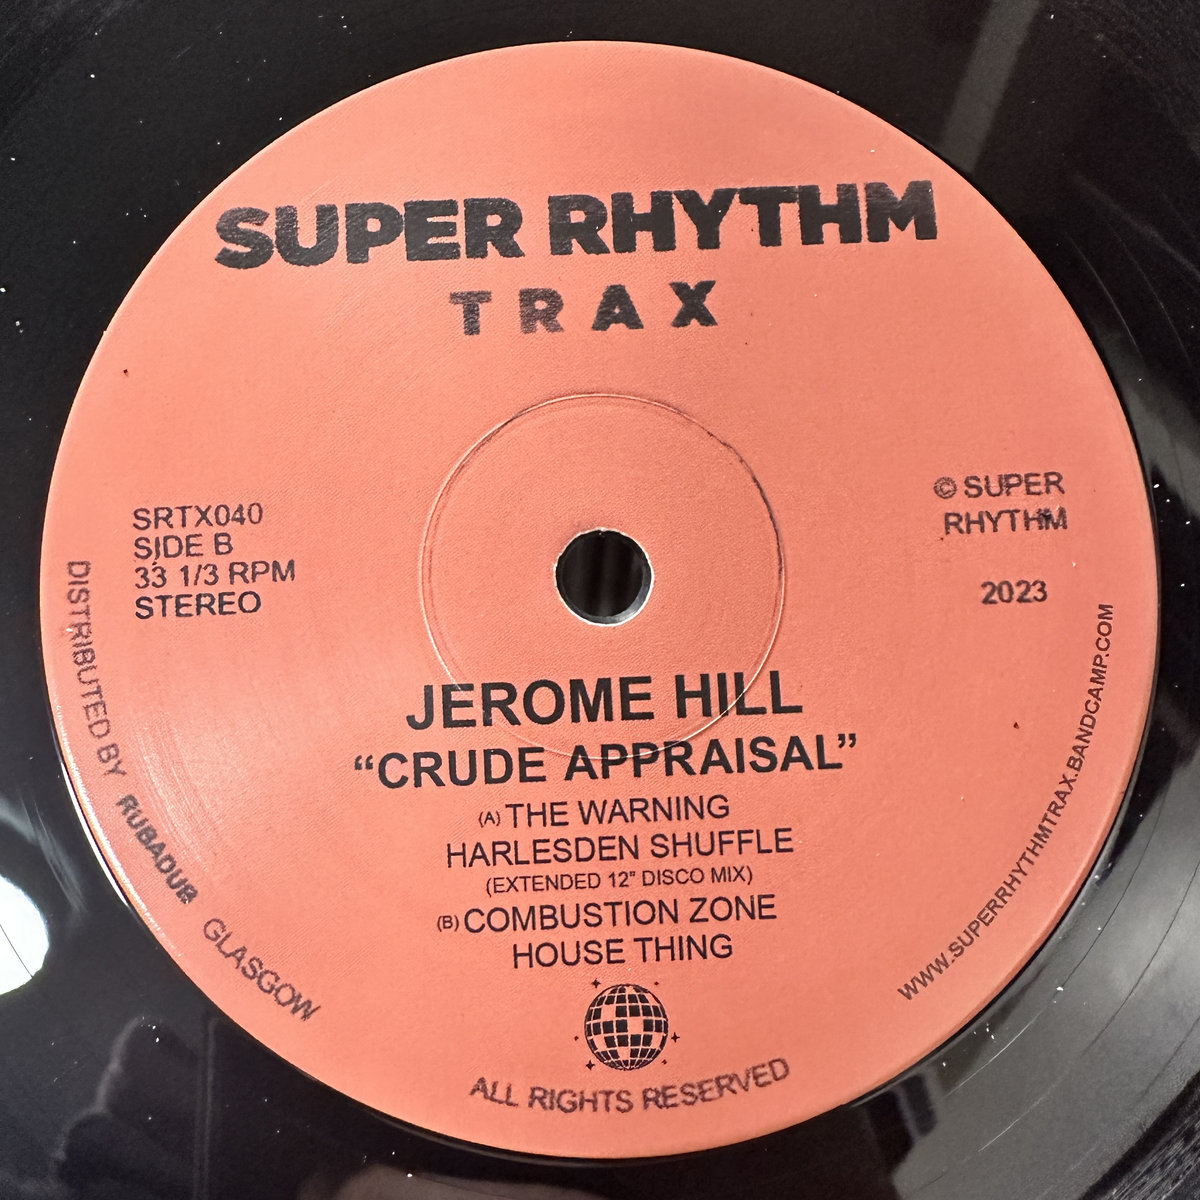 SUPER RHYTHM
TRAX
SRTX040
SIDE B
33 1/3 RPM
STEREO
© SUPER
RHYTHM
2023
DISTRIBUTED BY RUBADUB GLASGOW
JEROME HILL
“CRUDE APPRAISAL”
(A) THE WARNING
HARLESDEN SHUFFLE
(EXTENDED 12" DISCO MIX)
(B) COMBUSTION ZONE
HOUSE THING
WWW.SUPERRHYTHMTRAX.BANDCAMP.COM
ALL RIGHTS RESERVED